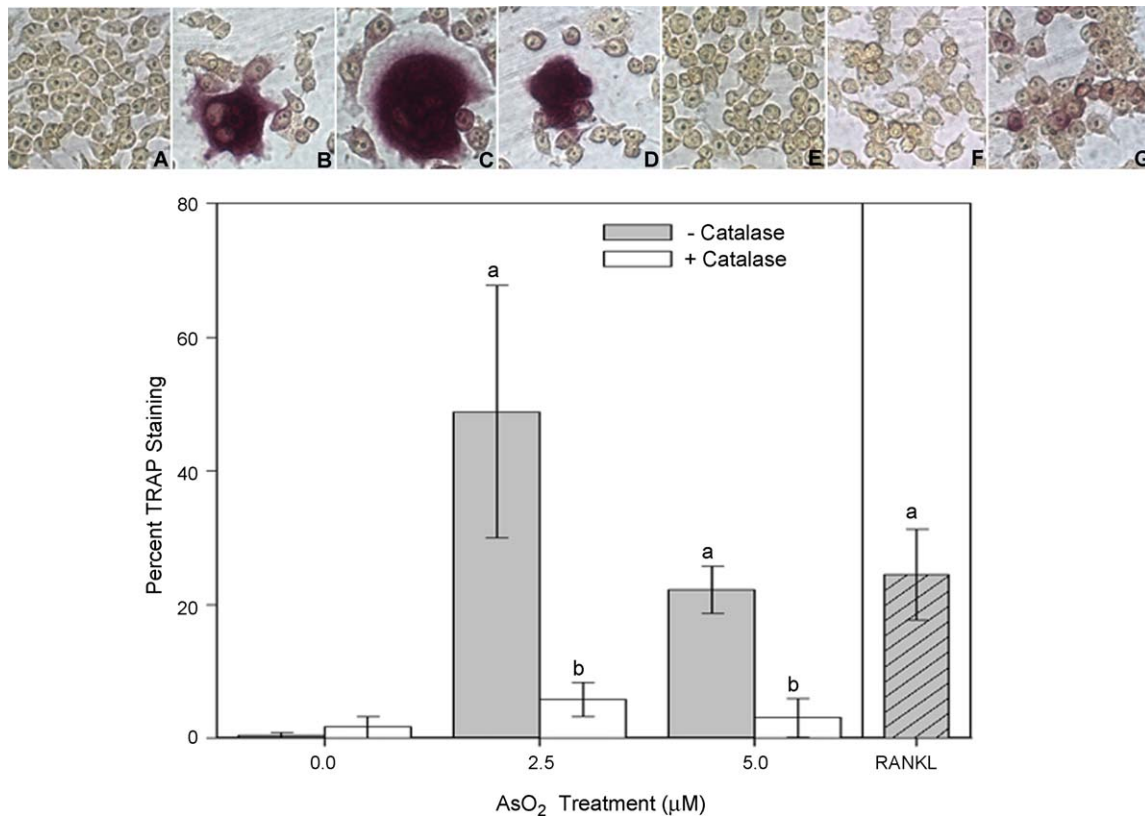 A B C D E F G
80
- Catalase
+ Catalase
a
60
Percent TRAP Staining
40
a
a
20
b
b
0
0.0 2.5 5.0 RANKL
AsO2 Treatment (μM)